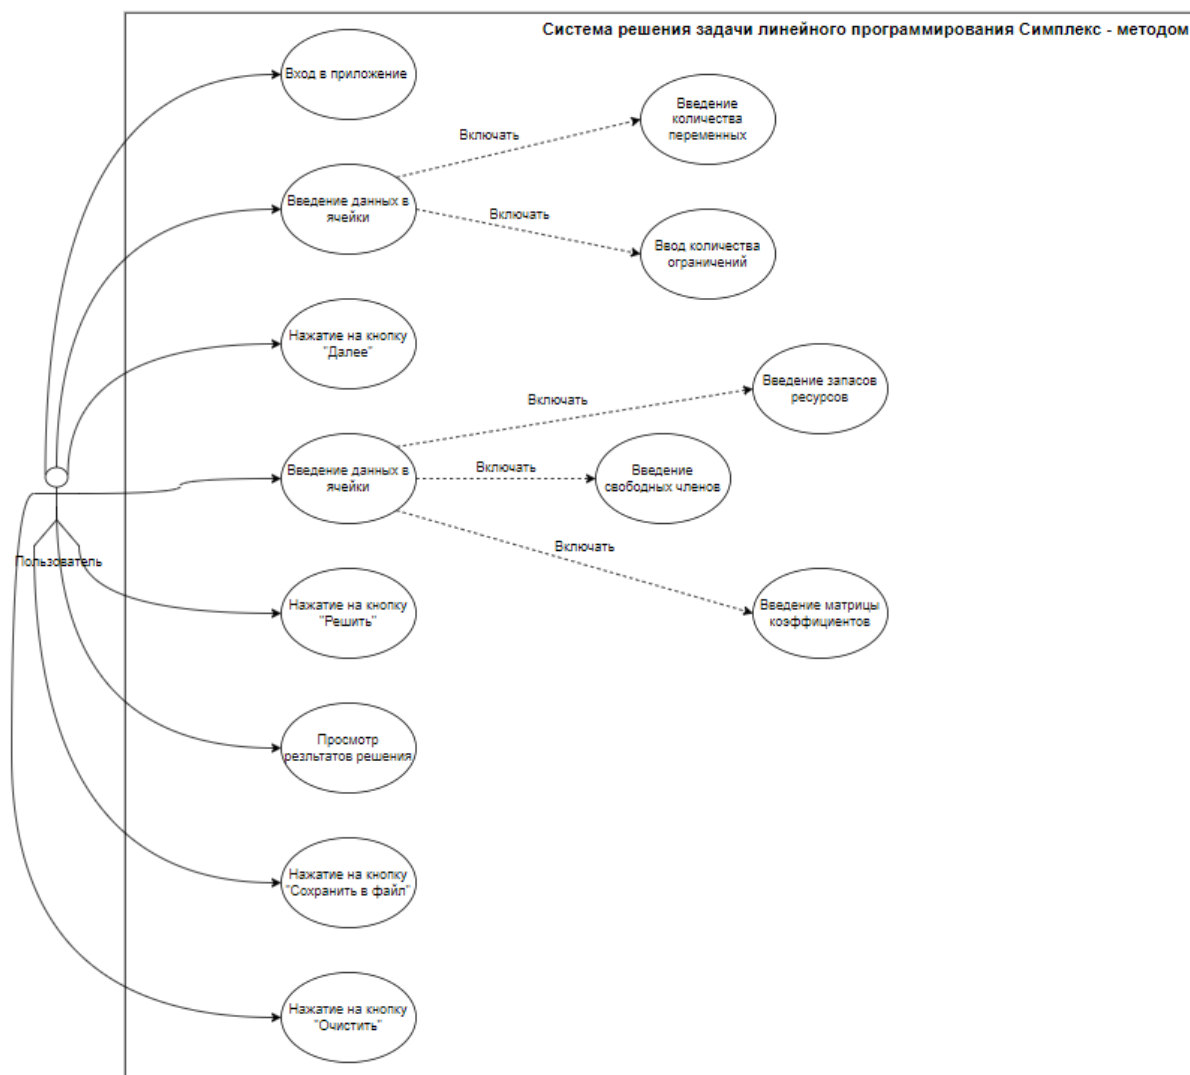 Система решения задачи линейного программирования Симплекс - методом
Вход в приложение
Введение
количества
переменных
Включать
Введение данных в
ячейки
Включать
Ввод количества
ограничений
Нажатие на кнопку
"Далее"
Введение запасов
ресурсов
Включать
Введение данных в
ячейки
Включать
Введение
свободных членов
Включать
Пользователь
Нажатие на кнопку
"Решить"
Введение матрицы
коэффициентов
Просмотр
резльтатов решения
Нажатие на кнопку
"Сохранить в файл"
Нажатие на кнопку
"Очистить"